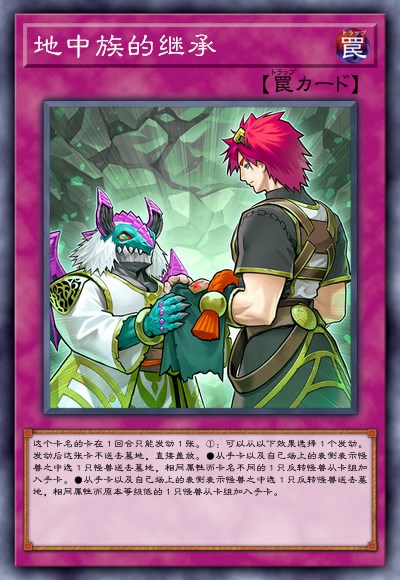 地中族的继承
トラップ
罠
トラップ
【罠カード】
这个卡名的卡在１回合只能发动１张。①：可以从以下效果选择１个发动。
发动后这张卡不送去墓地，直接盖放。●从手卡以及自己场上的表侧表示怪
兽之中选１只怪兽送去墓地，相同属性而卡名不同的１只反转怪兽从卡组加
入手卡。●从手卡以及自己场上的表侧表示怪兽之中选１只反转怪兽送去墓
地，相同属性而原本等级低的１只怪兽从卡组加入手卡。